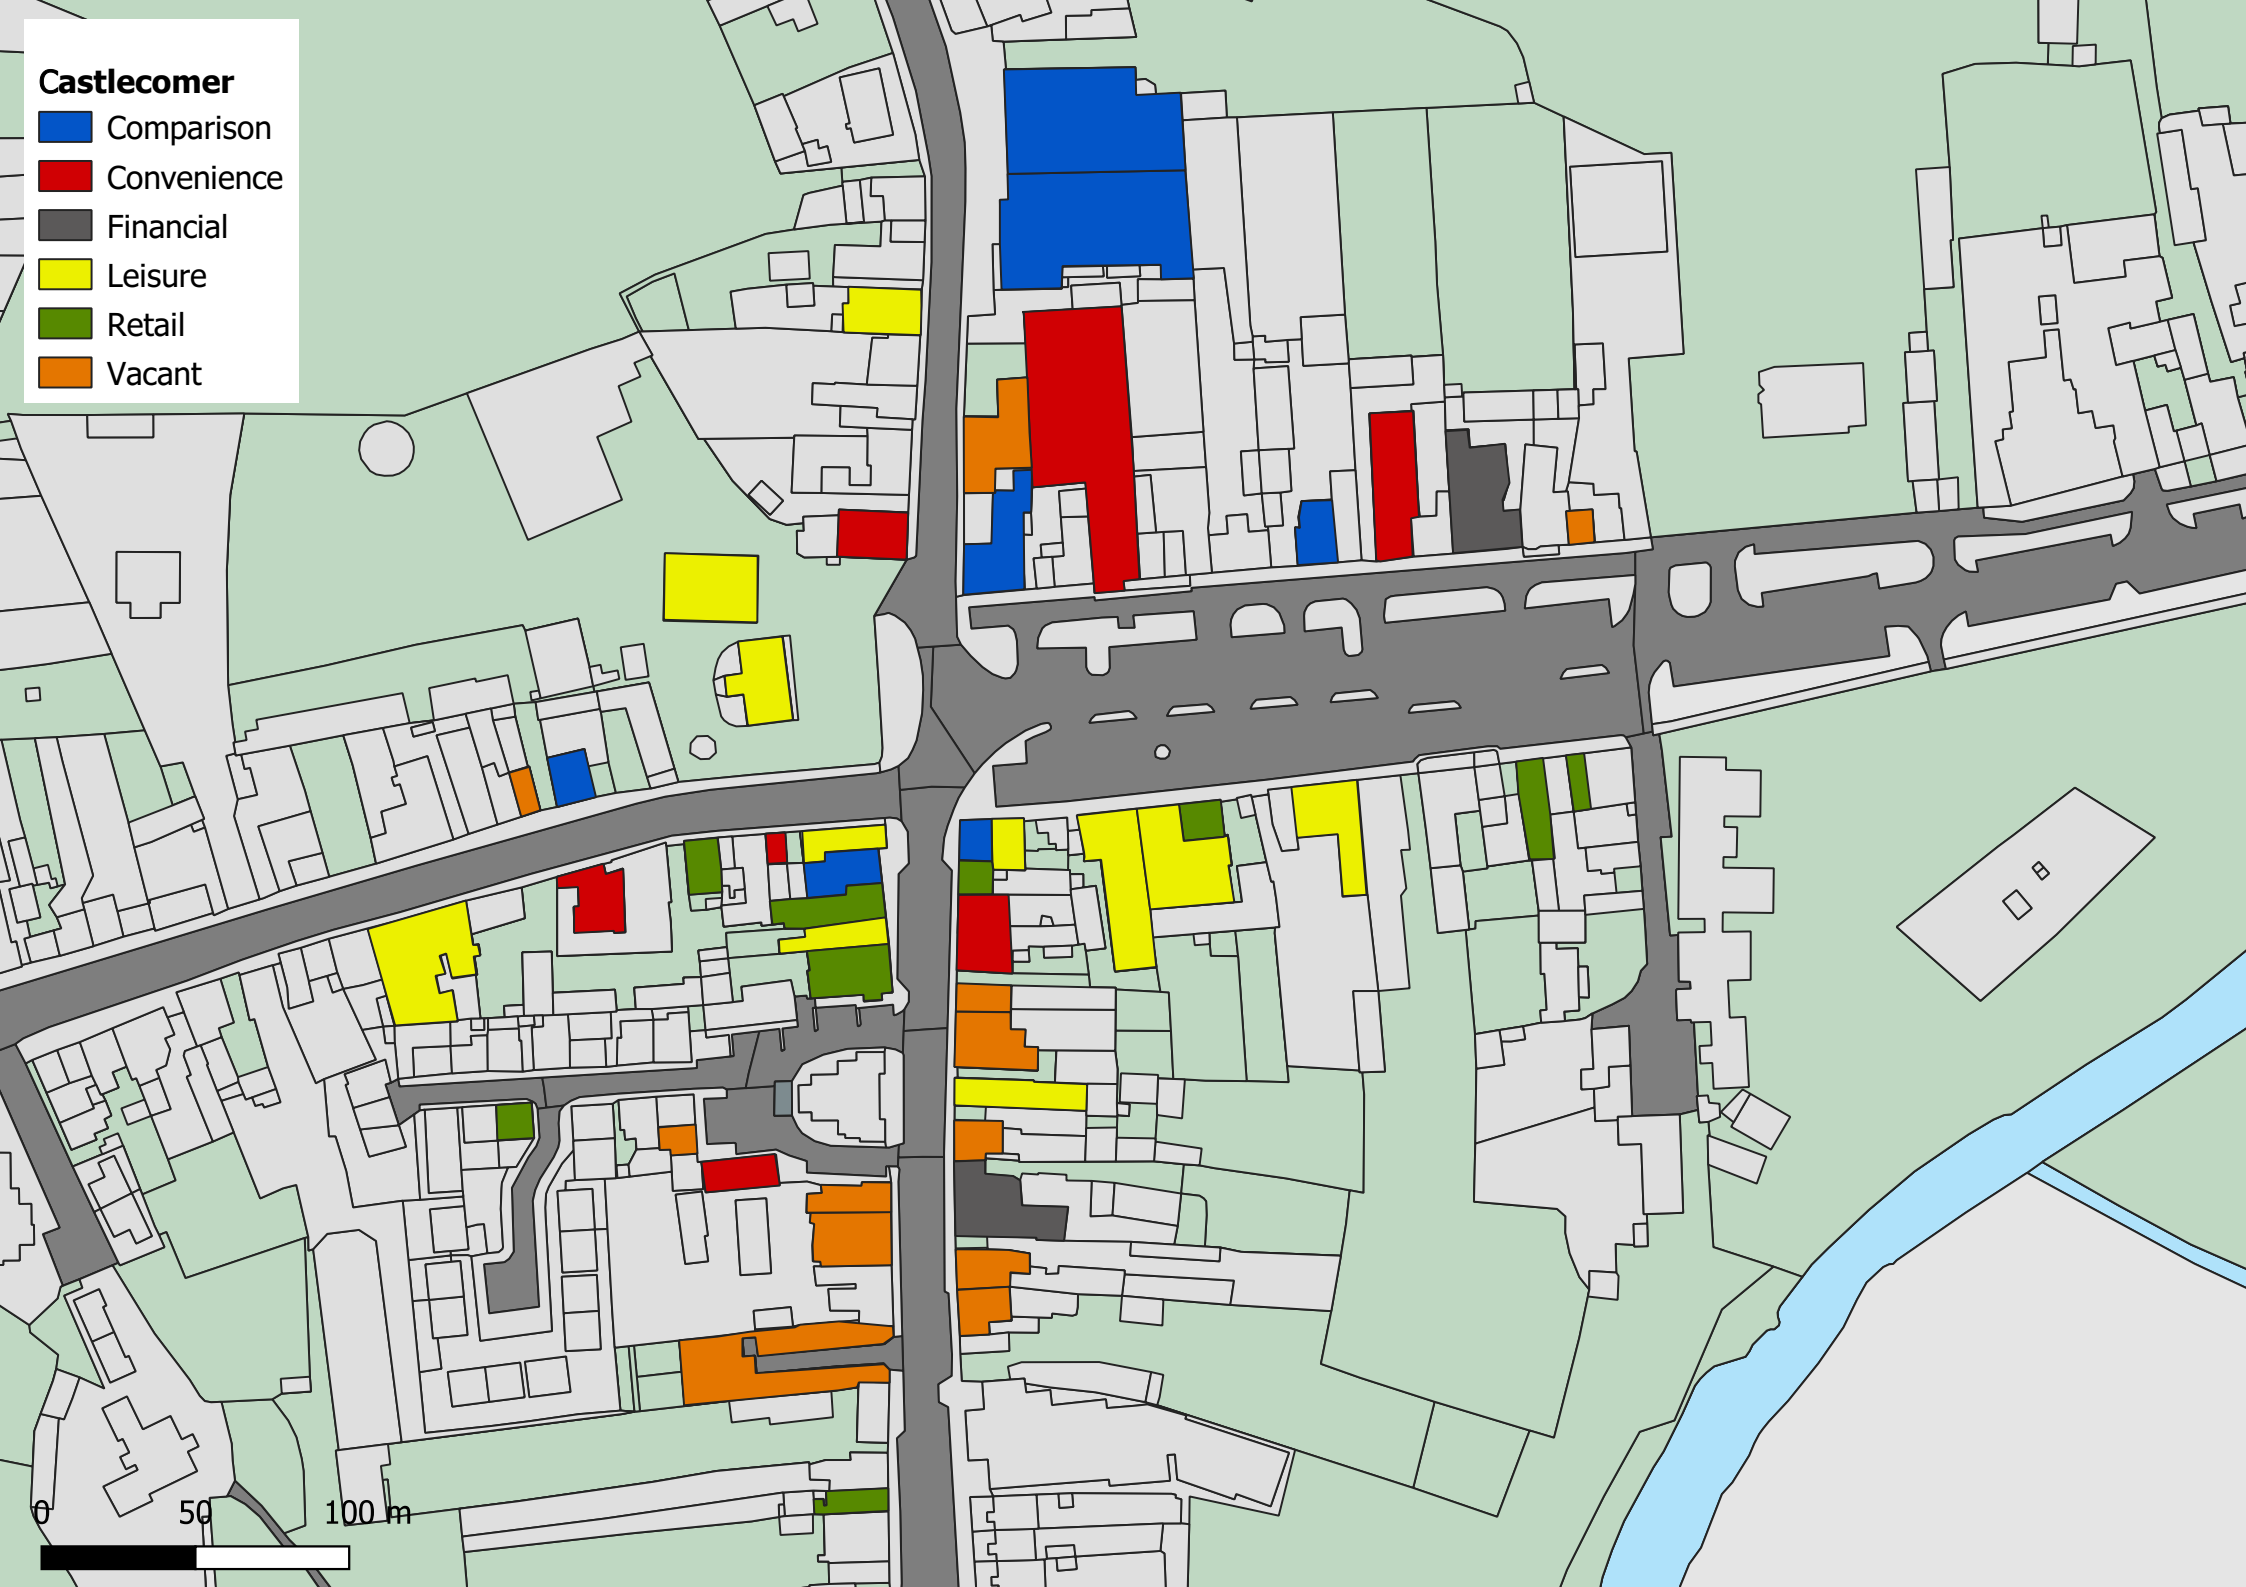 Castlecomer
Comparison
Convenience
Financial
Leisure
Retail
Vacant
0 50 100 m